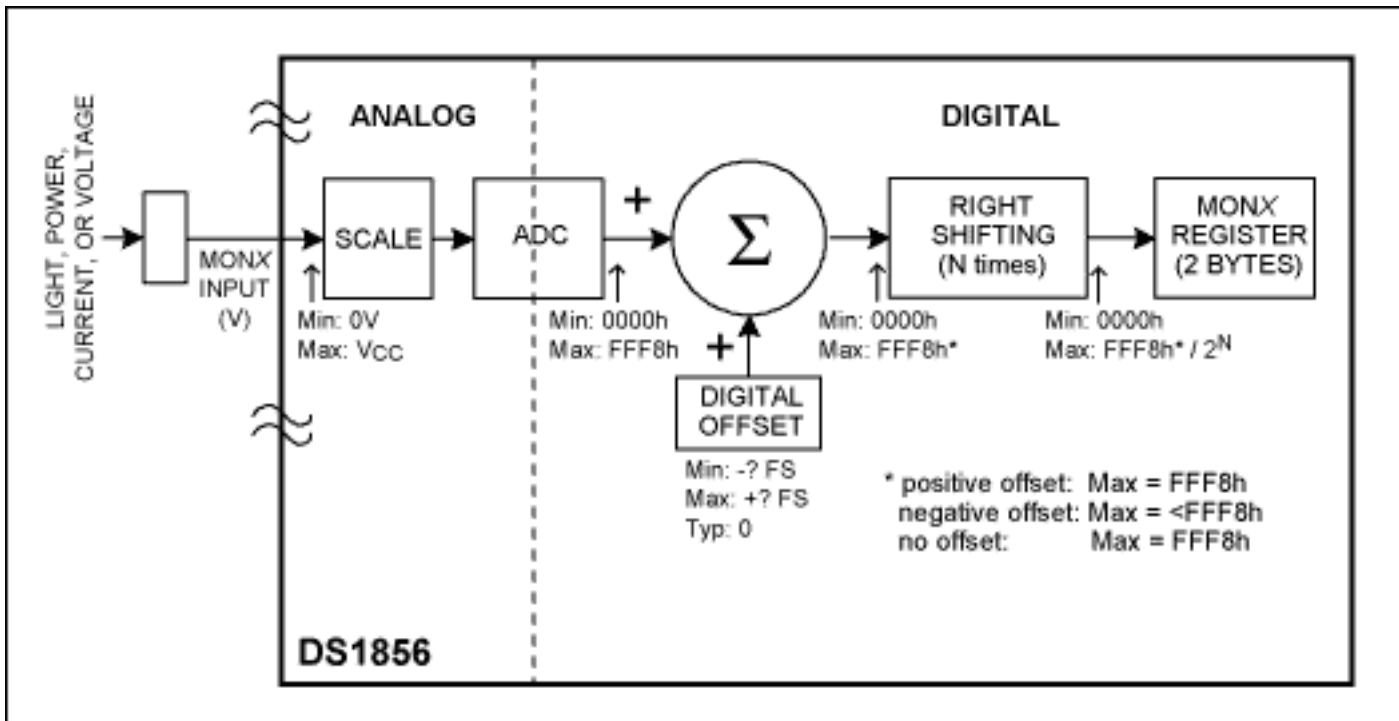 LIGHT, POWER,
CURRENT, OR VOLTAGE
MONX
INPUT
(V)
ANALOG
DIGITAL
SCALE
ADC
+
Σ
+
RIGHT
SHIFTING
(N times)
MONX
REGISTER
(2 BYTES)
Min: 0V
Max: VCC
Min: 0000h
Max: FFF8h
Min: 0000h
Max: FFF8h*
Min: 0000h
Max: FFF8h* / 2^N
DIGITAL
OFFSET
Min: -? FS
Max: +? FS
Typ: 0
* positive offset: Max = FFF8h
negative offset: Max = <FFF8h
no offset: Max = FFF8h
DS1856